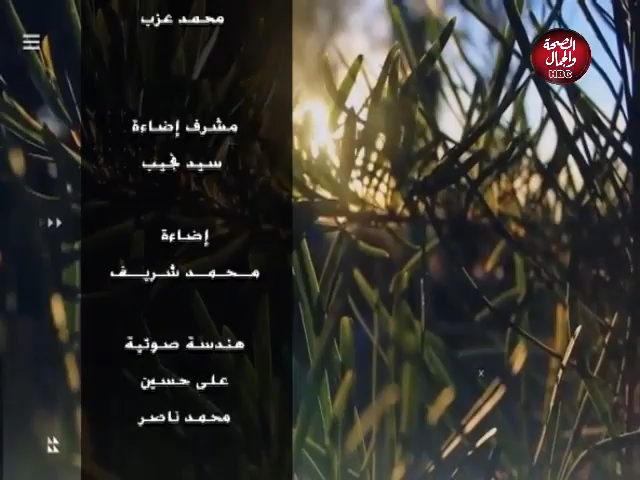 محمد عزب
الصحة
والجمال
HBC
مشرف إضاءة
سيد نجيب
إضاءة
محمد شريف
هندسة صوتية
على حسين
محمد ناصر